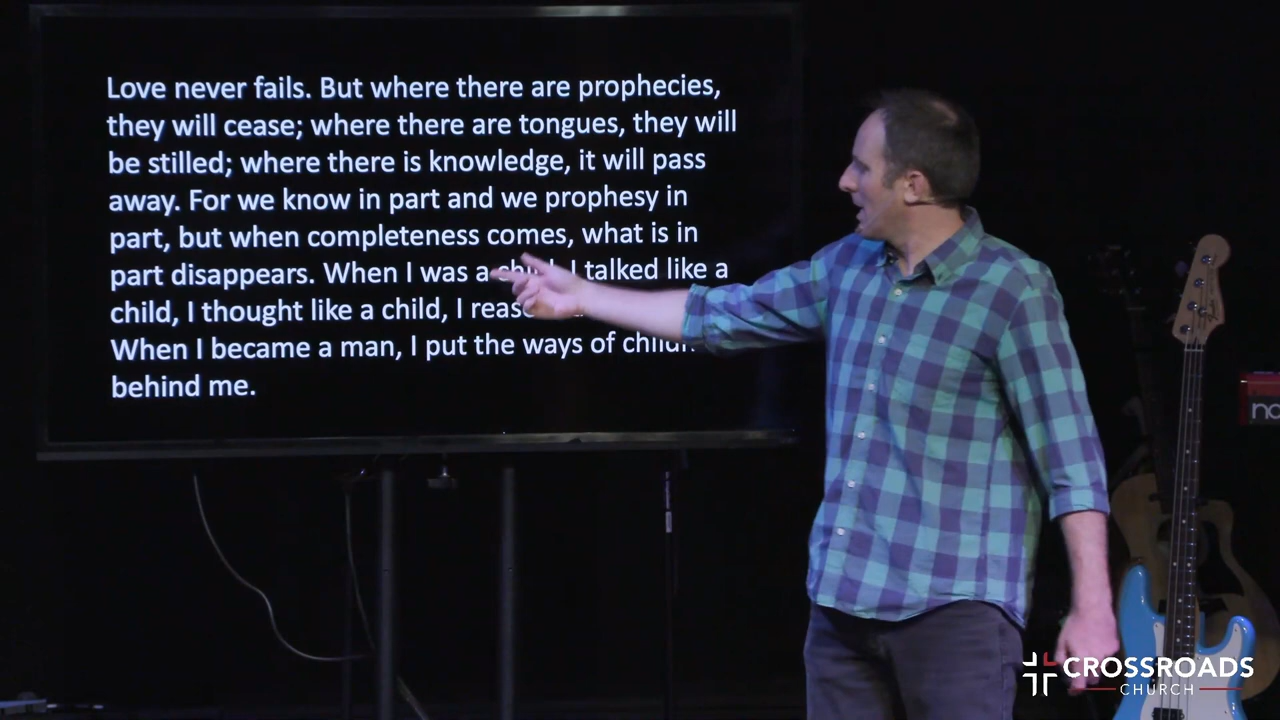 Love never fails. But where there are prophecies,
they will cease; where there are tongues, they will
be stilled; where there is knowledge, it will pass
away. For we know in part and we prophesy in
part, but when completeness comes, what is in
part disappears. When I was a child, I talked like a
child, I thought like a child, I
When I became a man, I put the ways of
behind me.
CROSSROADS
CHURCH